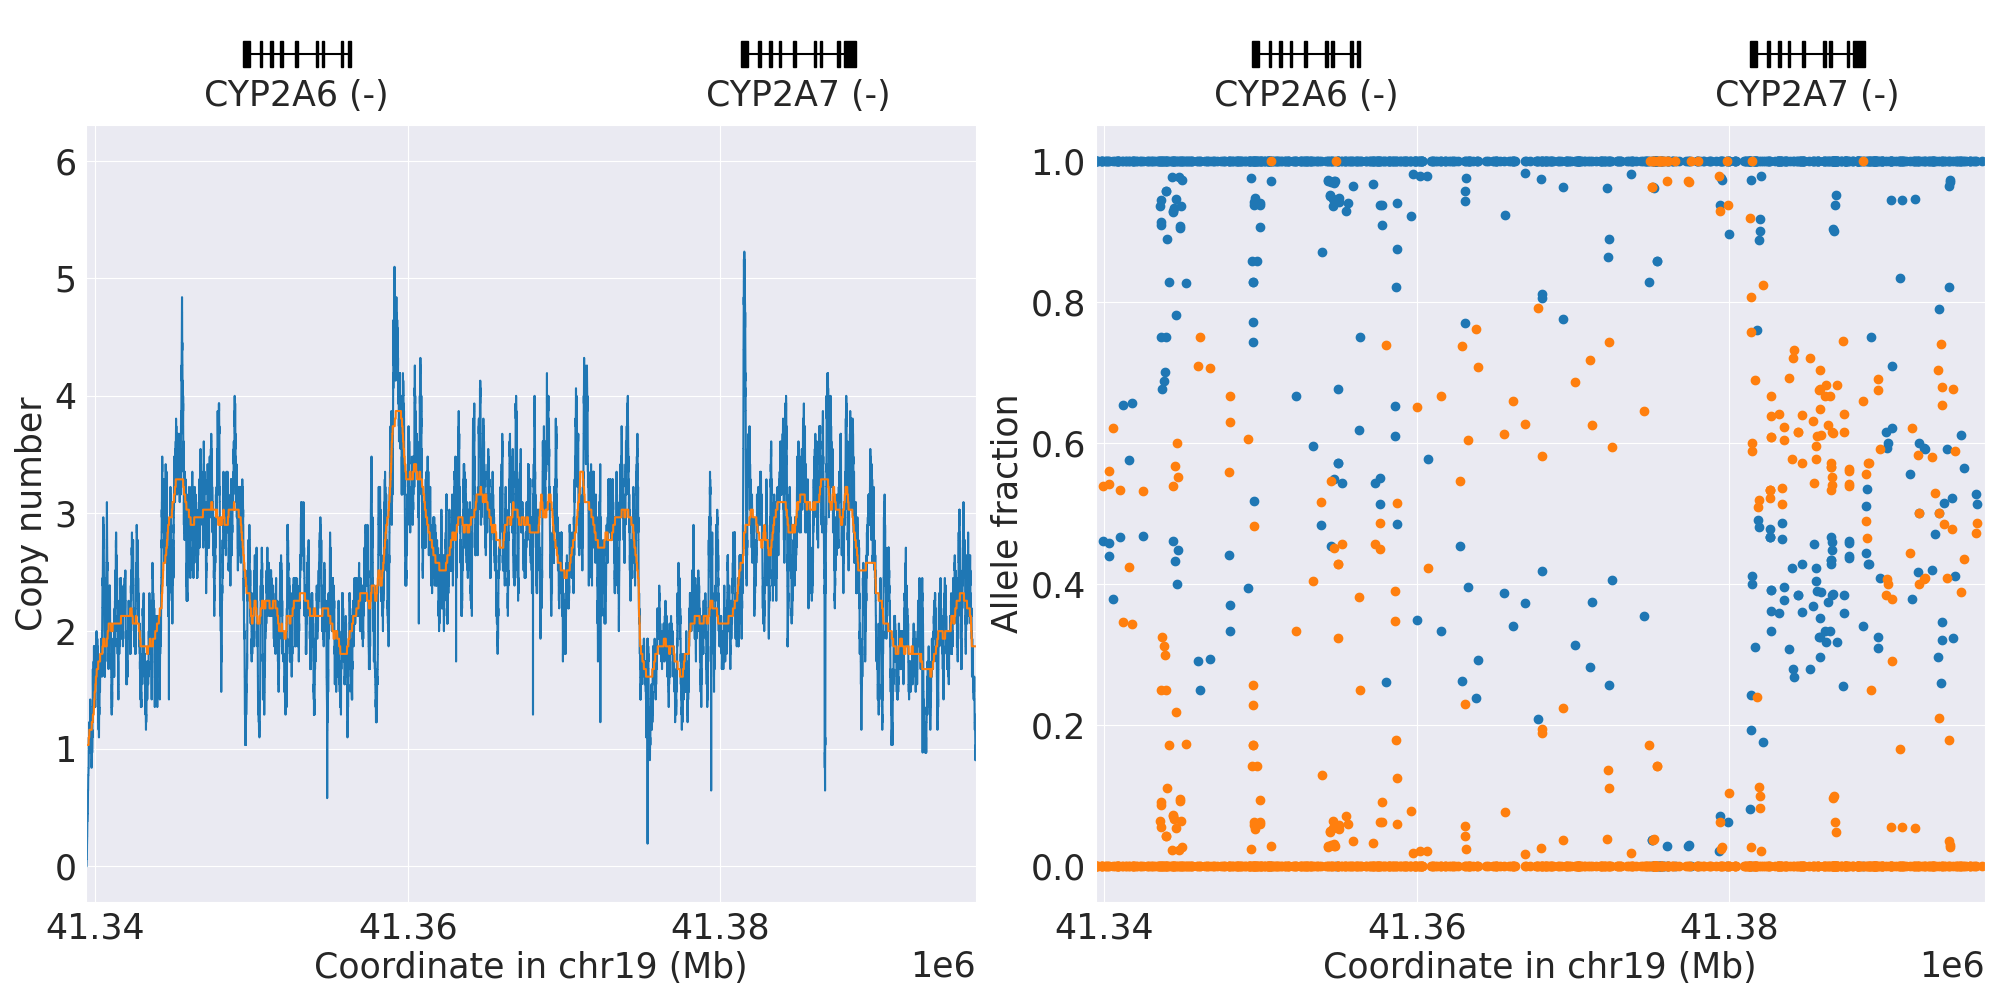 CYP2A6 (-)
CYP2A7 (-)
Copy number
6
5
4
3
2
1
0
41.34
41.36
41.38
Coordinate in chr19 (Mb)
1e6
CYP2A6 (-)
CYP2A7 (-)
Allele fraction
1.0
0.8
0.6
0.4
0.2
0.0
41.34
41.36
41.38
Coordinate in chr19 (Mb)
1e6